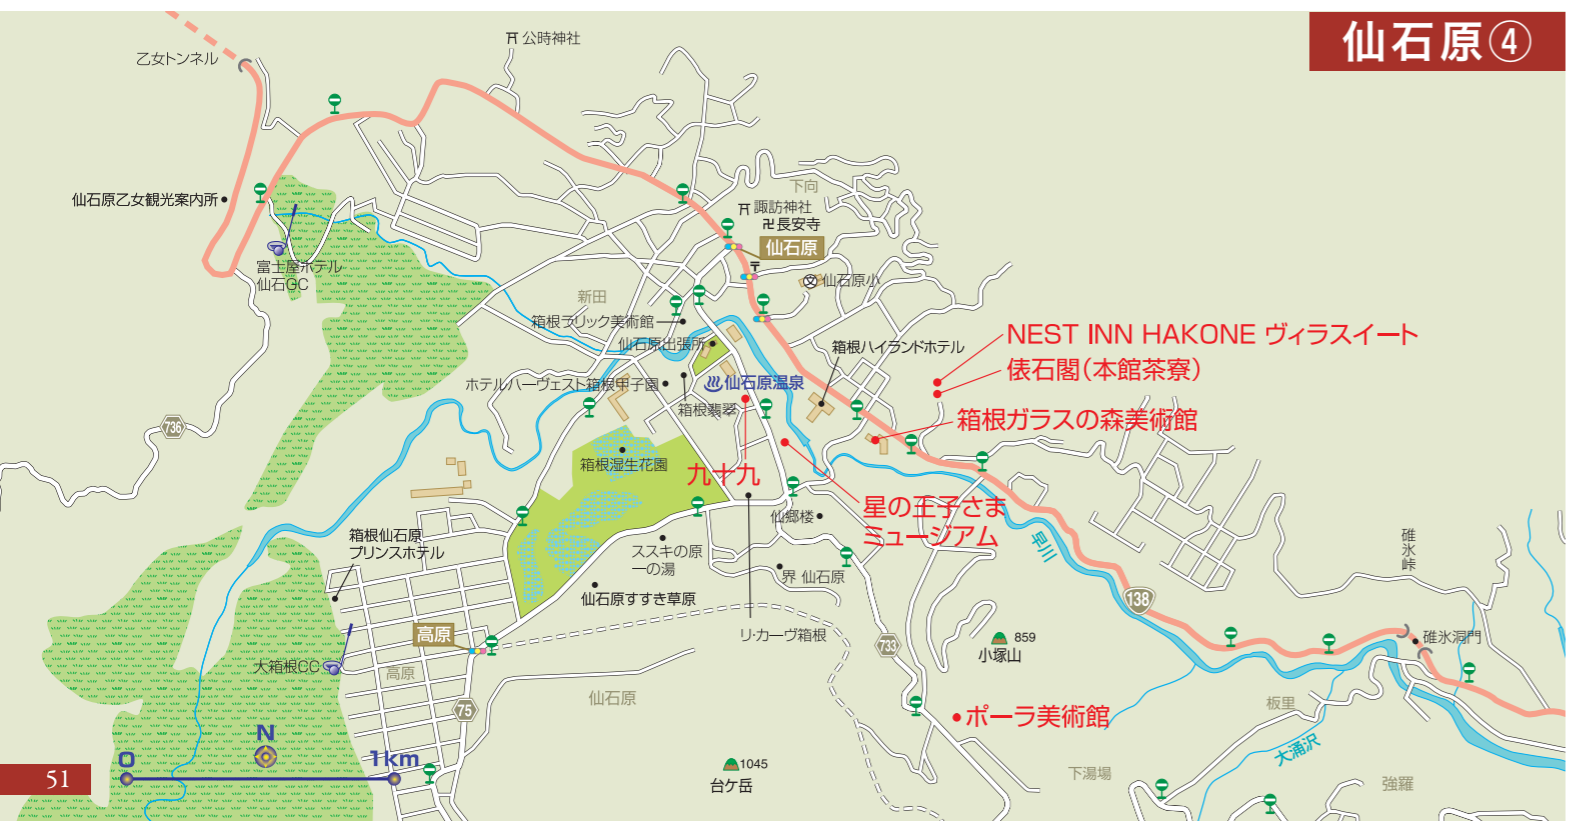 仙石原④
乙女トンネル
公時神社
仙石原乙女観光案内所
下向
諏訪神社
卍長安寺
仙石原
〒
富士屋ホテル
仙石GC
文
仙石原小
新田
箱根ラリック美術館
仙石原出張所
箱根ハイランドホテル
NEST INN HAKONE ヴィラスイート
俵石閣(本館茶寮)
ホテルハーヴェスト箱根甲子園
仙石原温泉
箱根翡翠
箱根ガラスの森美術館
736
箱根湿生花園
九十九
星の王子さま
ミュージアム
仙郷楼
箱根仙石原
プリンスホテル
ススキの原
一の湯
早川
碓氷峠
界 仙石原
仙石原すすき草原
138
高原
リ・カーヴ箱根
733
859
小塚山
碓氷洞門
大箱根CC
高原
仙石原
75
板里
ポーラ美術館
大涌沢
N
0
1km
1045
台ケ岳
下湯場
強羅
51